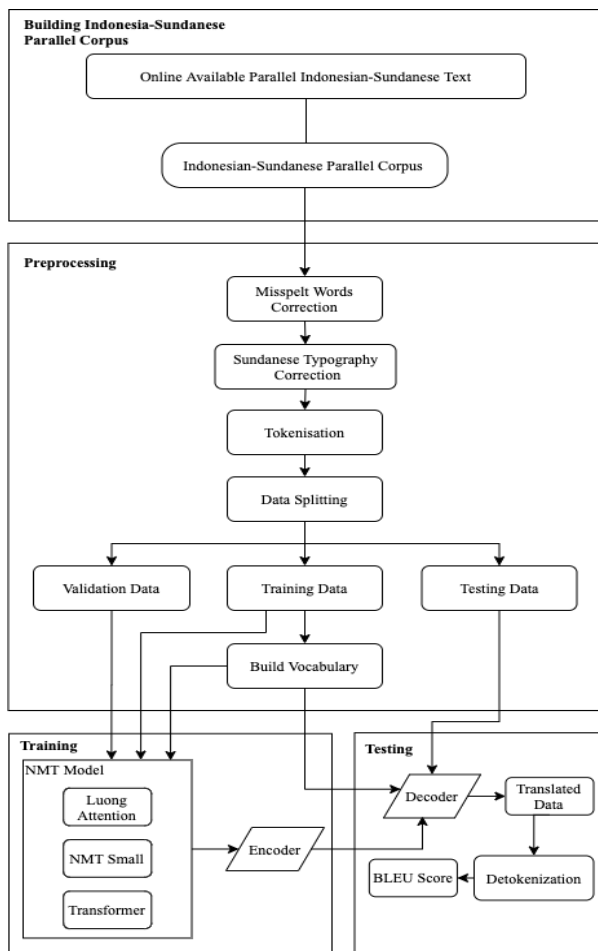 Building Indonesia-Sundanese
Parallel Corpus
Online Available Parallel Indonesian-Sundanese Text
Indonesian-Sundanese Parallel Corpus
Preprocessing
Misspelt Words
Correction
Sundanese Typography
Correction
Tokenisation
Data Splitting
Validation Data
Training Data
Testing Data
Build Vocabulary
Training
NMT Model
Luong
Attention
NMT Small
Transformer
Encoder
Testing
Decoder
Translated
Data
BLEU Score
Detokenization